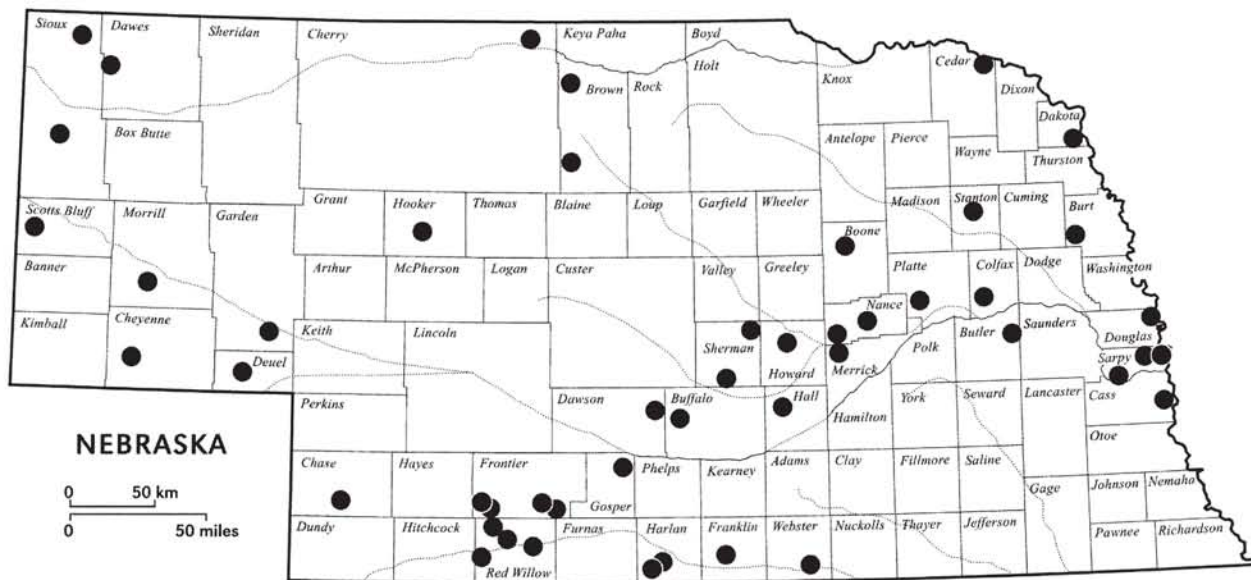 Sioux
Dawes
Sheridan
Cherry
Keya Paha
Boyd
Holt
Brown
Rock
Knox
Cedar
Dixon
Dakota
Box Butte
Antelope
Pierce
Wayne
Thurston
Scotts Bluff
Morrill
Garden
Grant
Hooker
Thomas
Blaine
Loup
Garfield
Wheeler
Madison
Stanton
Cuming
Burt
Boone
Banner
Arthur
McPherson
Logan
Custer
Valley
Greeley
Platte
Colfax
Dodge
Washington
Nance
Kimball
Cheyenne
Keith
Lincoln
Sherman
Howard
Merrick
Polk
Butler
Saunders
Douglas
Sarpy
Deuel
Perkins
Dawson
Buffalo
Hall
Hamilton
York
Seward
Lancaster
Cass
Otoe
NEBRASKA
Chase
Hayes
Frontier
Gosper
Phelps
Kearney
Adams
Clay
Fillmore
Saline
Gage
Johnson
Nemaha
0 50 km
0 50 miles
Dundy
Hitchcock
Red Willow
Furnas
Harlan
Franklin
Webster
Nuckolls
Thayer
Jefferson
Pawnee
Richardson